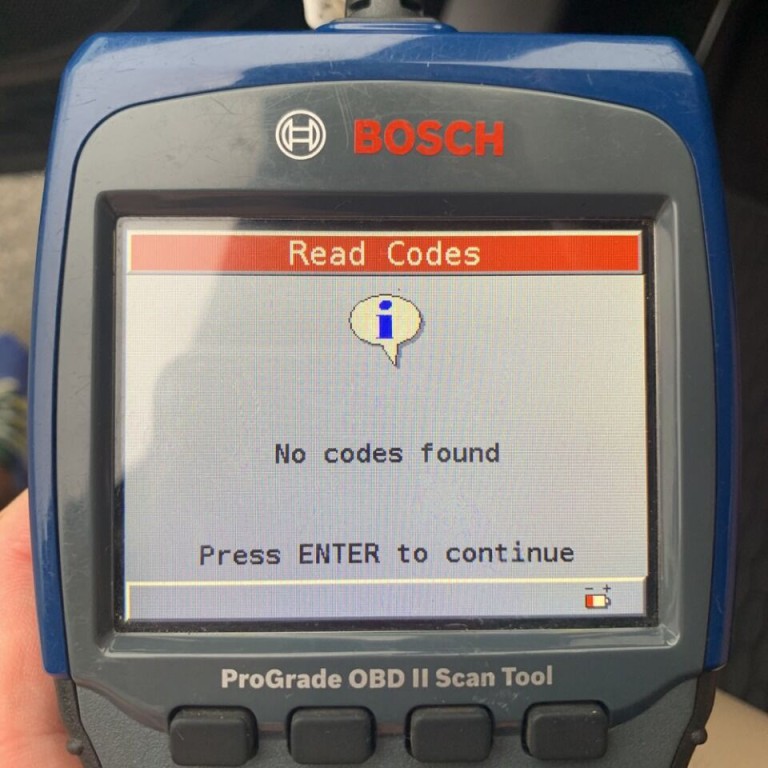 BOSCH
Read Codes
i
No codes found
Press ENTER to continue
- +
ProGrade OBD II Scan Tool